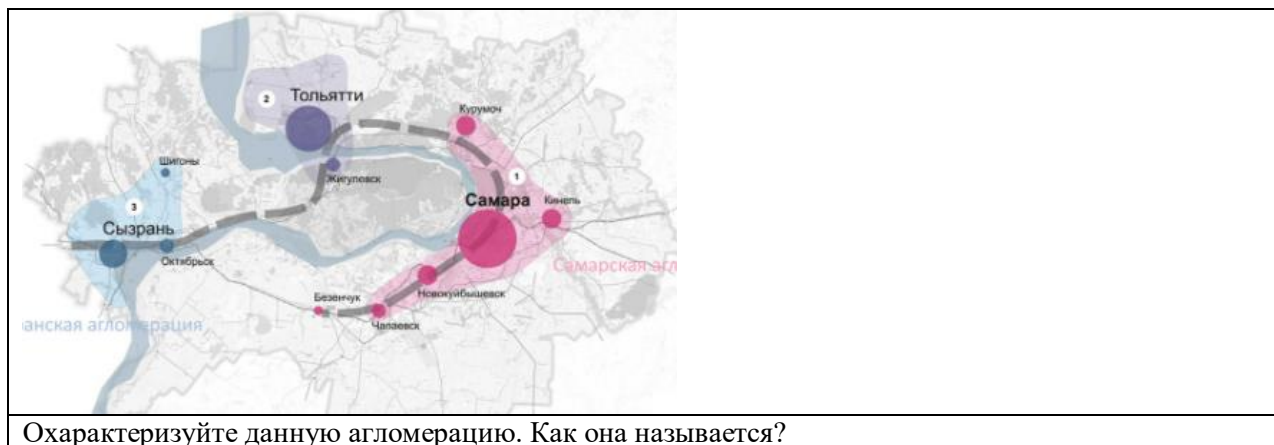 2
Тольятти
Курумоч
Шигоны
Жигулевск
1
3
Самара
Кинель
Сызрань
Октябрьск
Самарская агл
Новокуйбышевск
Безенчук
Чапаевск
анская агломерация
Охарактеризуйте данную агломерацию. Как она называется?